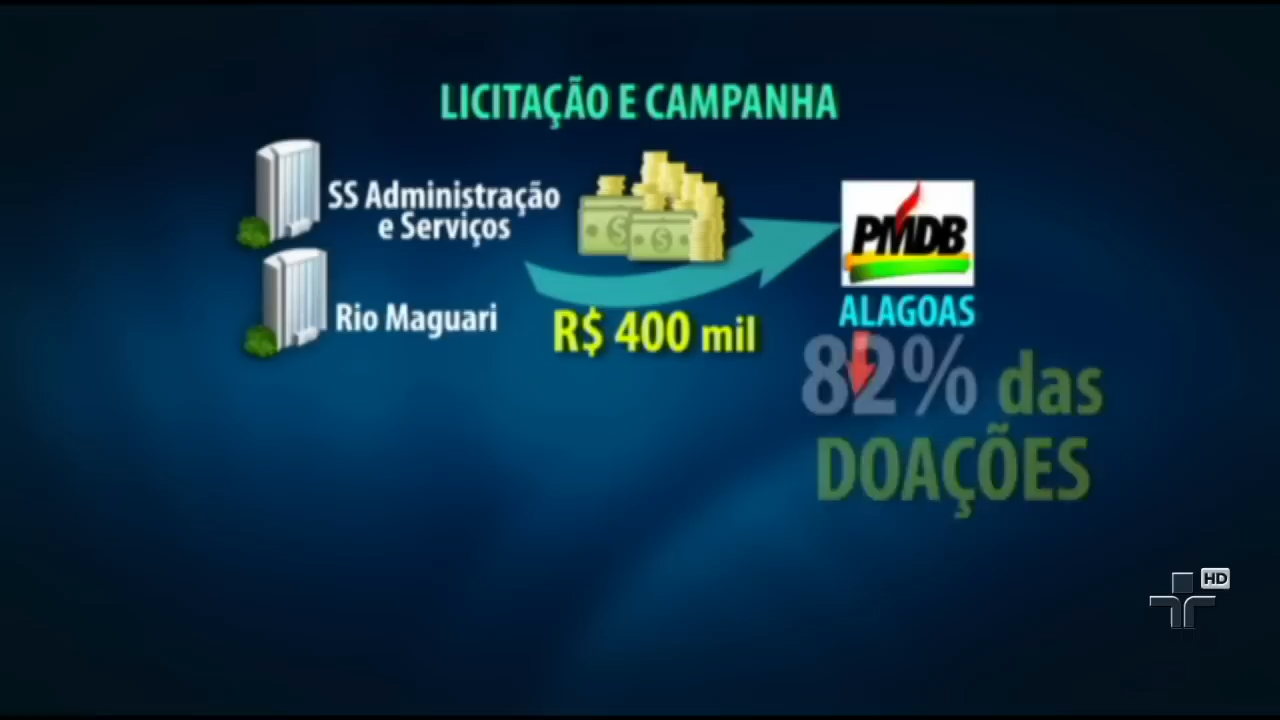 LICITAÇÃO E CAMPANHA
SS Administração
e Serviços
Rio Maguari
R$ 400 mil
PMDB
ALAGOAS
82% das
DOAÇÕES
HD